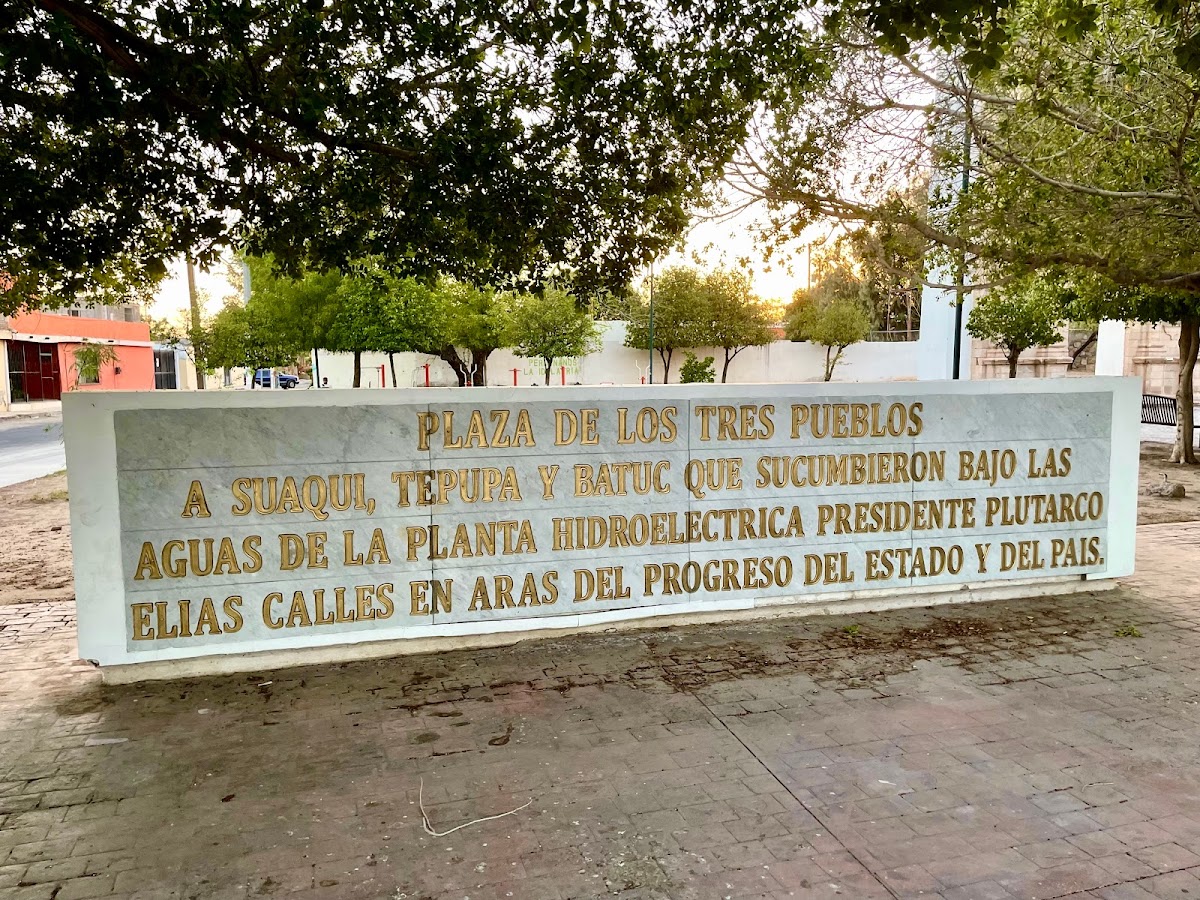 PLAZA DE LOS TRES PUEBLOS
A SUAQUI, TEPUPA Y BATUC QUE SUCUMBIERON BAJO LAS
AGUAS DE LA PLANTA HIDROELECTRICA PRESIDENTE PLUTARCO
ELIAS CALLES EN ARAS DEL PROGRESO DEL ESTADO Y DEL PAIS.